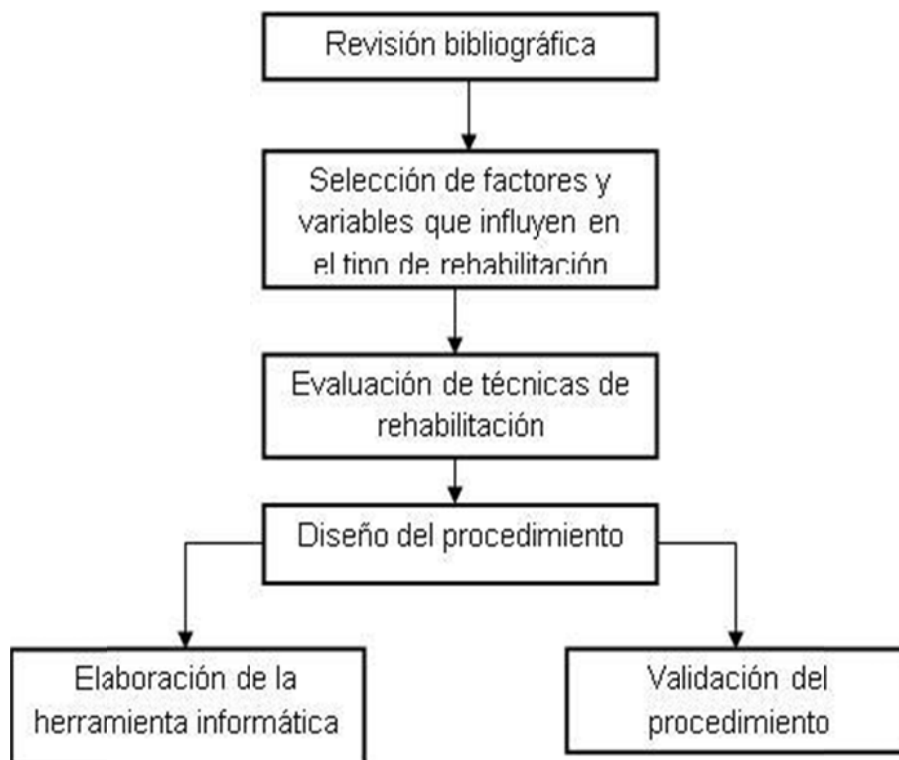 Revisión bibliográfica
Selección de factores y
variables que influyen en
el tipo de rehabilitación
Evaluación de técnicas de
rehabilitación
Diseño del procedimiento
Elaboración de la
herramienta informática
Validación del
procedimiento